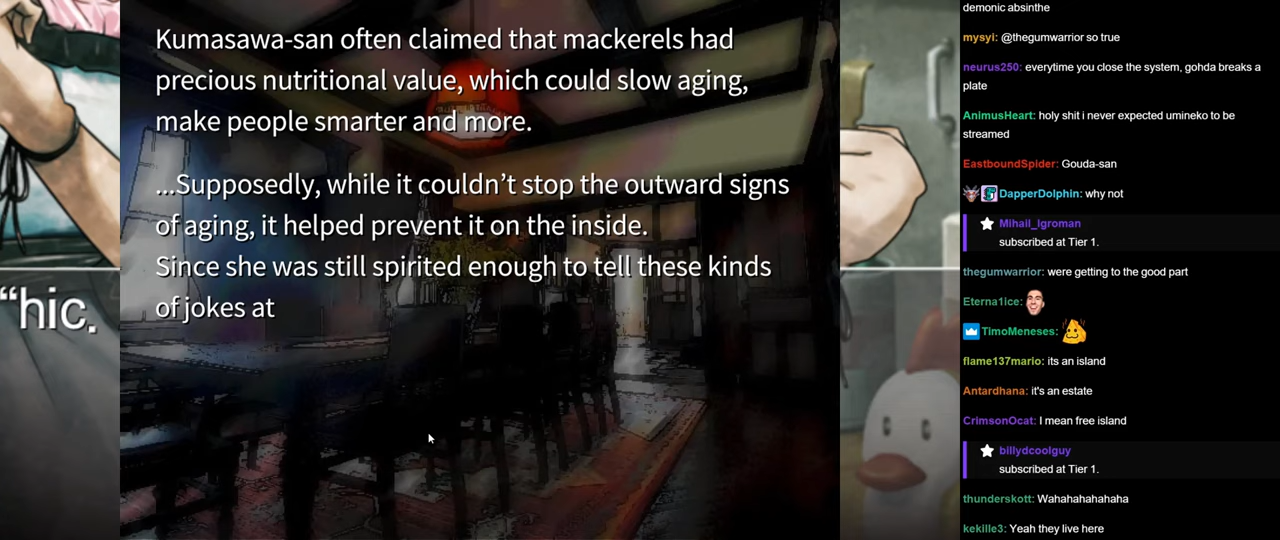 Kumasawa-san often claimed that mackerels had
precious nutritional value, which could slow aging,
make people smarter and more.
...Supposedly, while it couldn't stop the outward signs
of aging, it helped prevent it on the inside.
Since she was still spirited enough to tell these kinds
of jokes at
“hic.
demonic absinthe
mysyi: @thegumwarrior so true
neurus250: everytime you close the system, gohda breaks a
plate
AnimusHeart: holy shit i never expected umineko to be
streamed
EastboundSpider: Gouda-san
DapperDolphin: why not
Mihail_Igroman
subscribed at Tier 1.
thegumwarrior: were getting to the good part
Eterna1ice:
TimoMeneses:
flame137mario: its an island
Antardhana: it's an estate
CrimsonOcat: I mean free island
billydcoolguy
subscribed at Tier 1.
thunderskott: Wahahahahahaha
kekille3: Yeah they live here